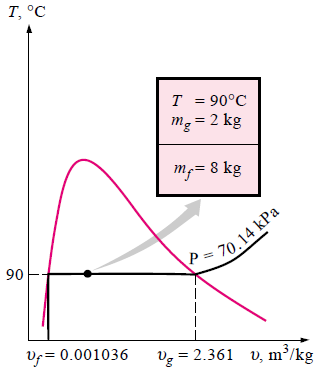 T, °C
T = 90°C
m_g = 2 kg
m_f = 8 kg
P = 70.14 kPa
90
υ_f = 0.001036 υ_g = 2.361 υ, m³/kg